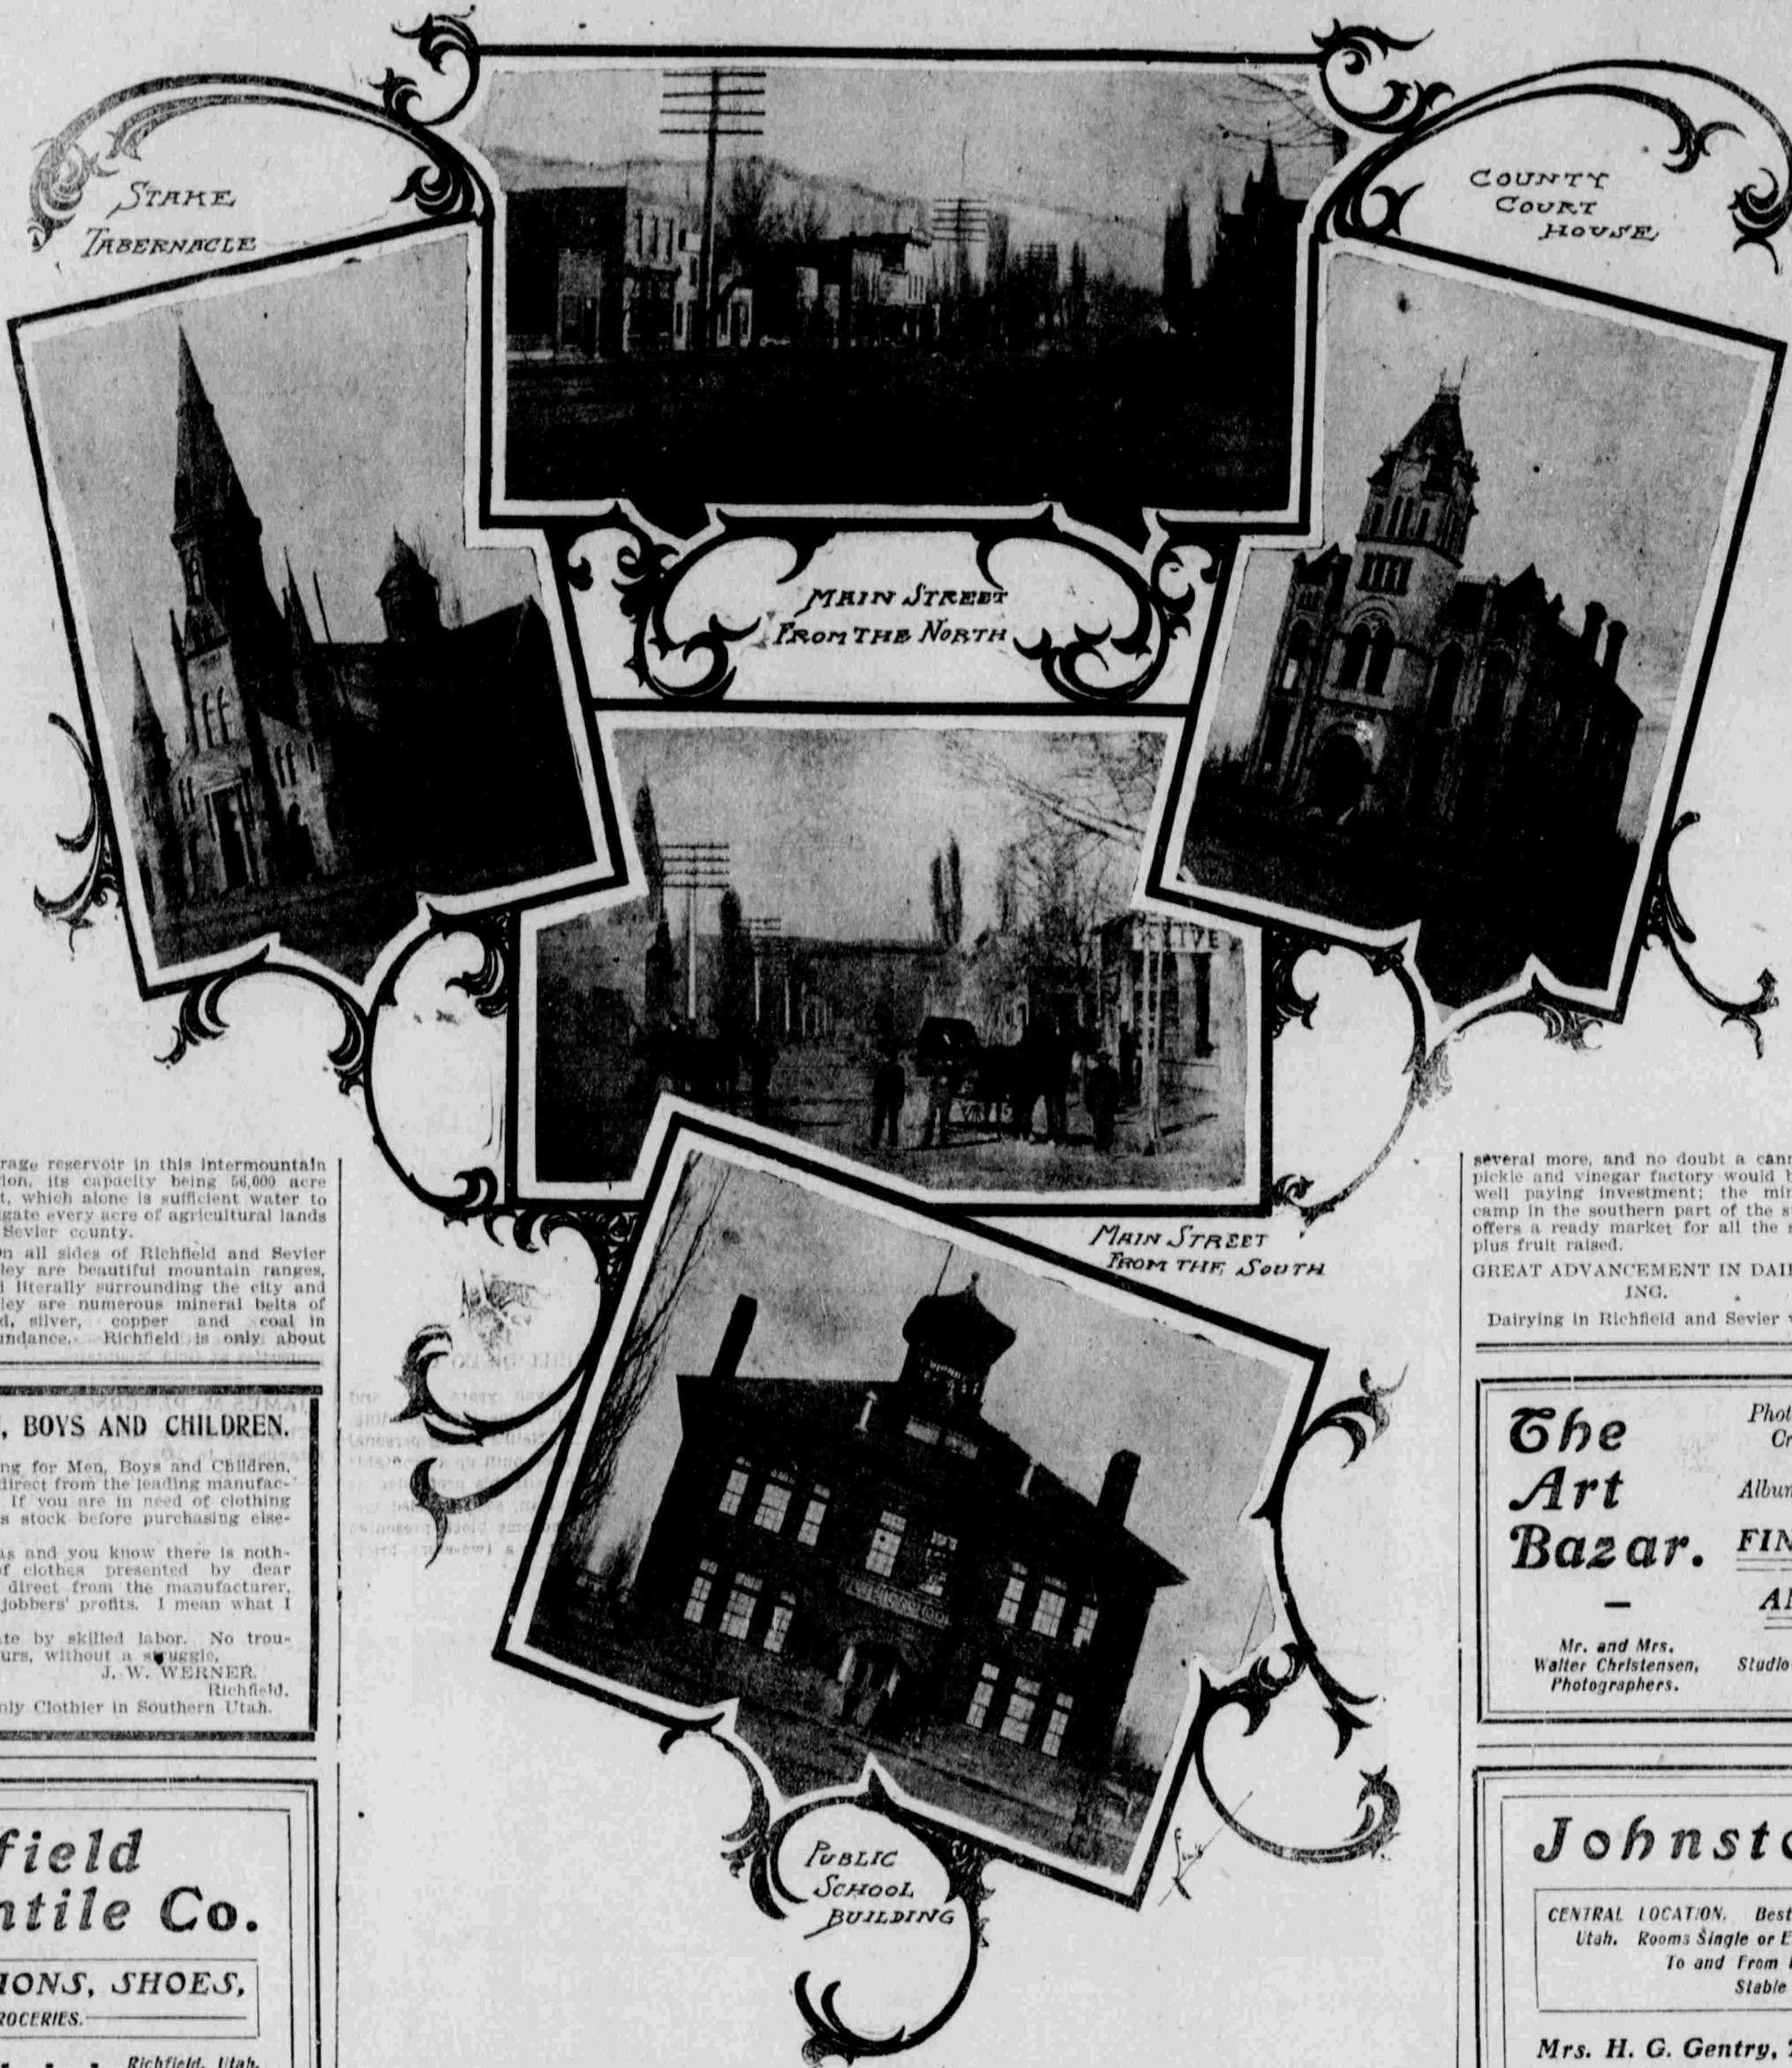 STAKE
TABERNACLE
COUNTY
COURT
HOUSE
MAIN STREET
FROM THE NORTH
LIVE
MAIN STREET
FROM THE SOUTH
PUBLIC
SCHOOL
BUILDING
rage reservoir in this intermountain
ion, its capacity being 56,000 acre
t, which alone is sufficient water to
gate every acre of agricultural lands
Sevier county.
n all sides of Richfield and Sevier
ley are beautiful mountain ranges,
literally surrounding the city and
ley are numerous mineral belts of
d, silver, copper and coal in
undance. Richfield is only about
, BOYS AND CHILDREN.
ng for Men, Boys and Children,
direct from the leading manufac-
If you are in need of clothing
s stock before purchasing else-
as and you know there is noth-
of clothes presented by dear
direct from the manufacturer,
jobbers' profits. I mean what I
te by skilled labor. No trou-
urs, without a struggle,
J. W. WERNER,
Richfield.
nly Clothier in Southern Utah.
field
ntile Co.
IONS, SHOES,
ROCERIES.
Richfield, Utah.
several more, and no doubt a cann
pickle and vinegar factory would b
well paying investment; the min
camp in the southern part of the s
offers a ready market for all the s
plus fruit raised.
GREAT ADVANCEMENT IN DAI
ING.
Dairying in Richfield and Sevier v
The
Art
Bazar.
Mr. and Mrs.
Walter Christensen,
Photographers.
Phot
Cr
Album
FIN
AN
Studio
Johnsto
CENTRAL LOCATION. Best
Utah. Rooms Single or E
To and From
Stable
Mrs. H. G. Gentry,